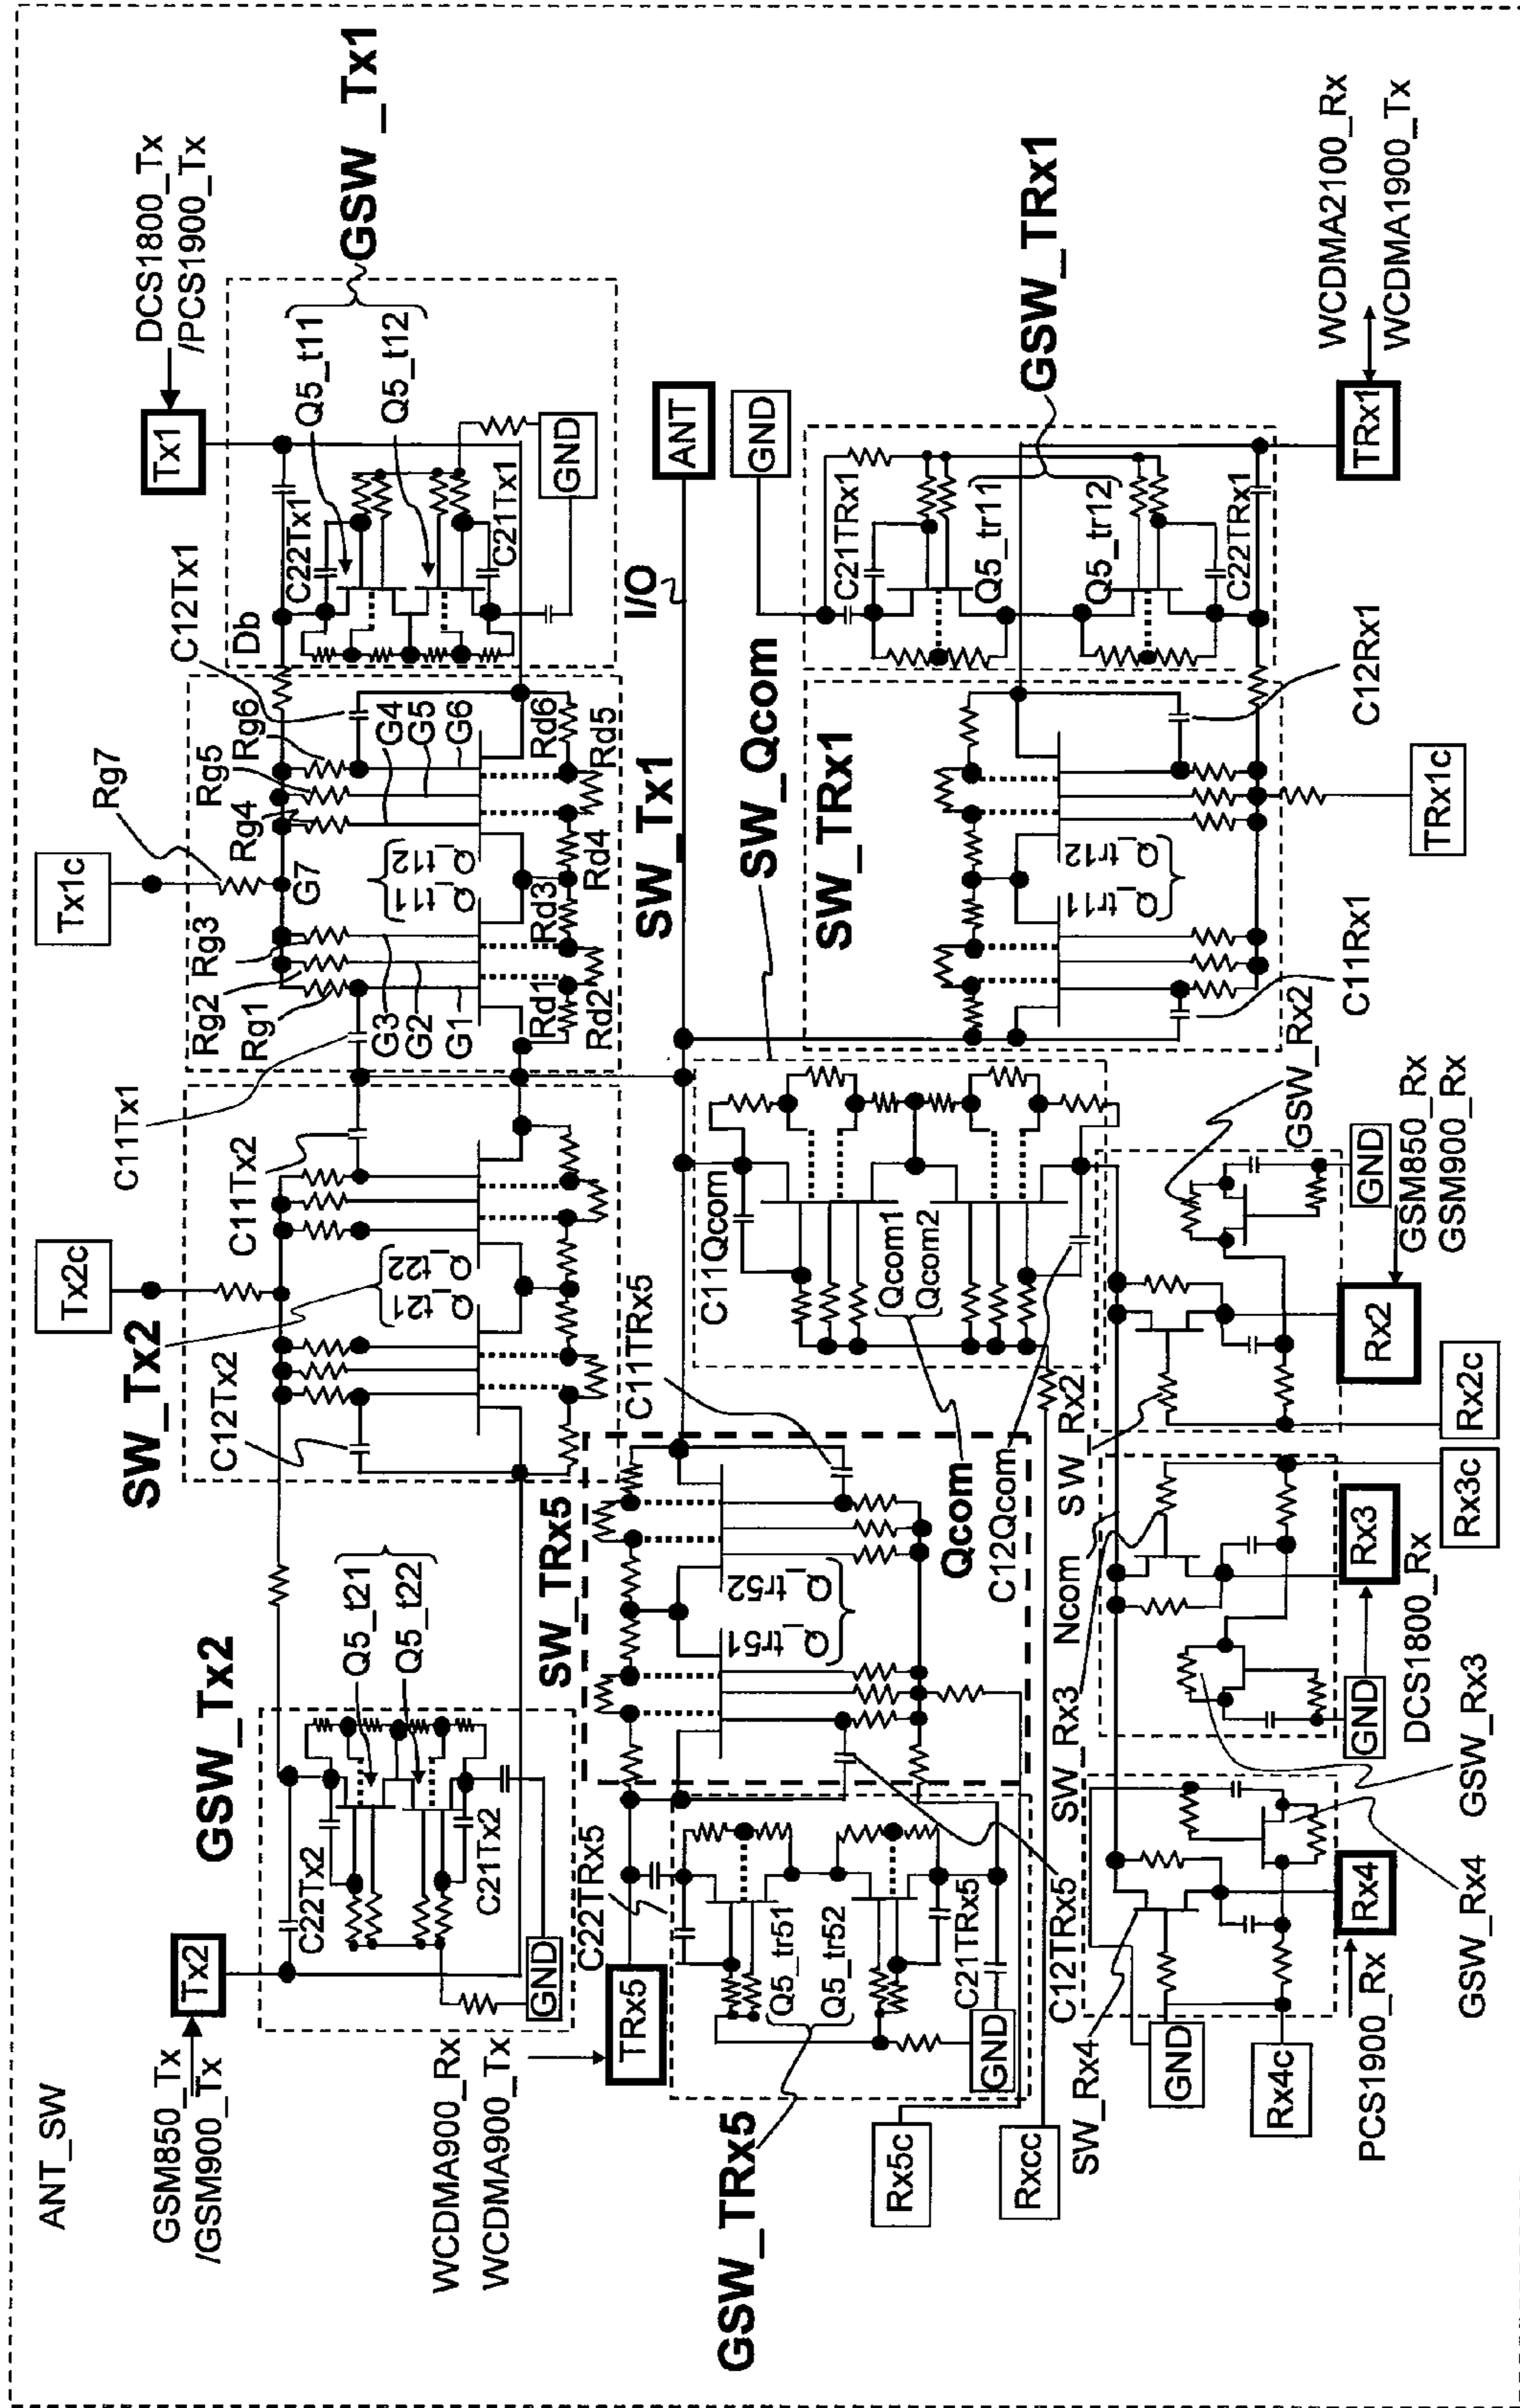 ANT_SW
GSM850_Tx
/GSM900_Tx
Tx2
GSW_Tx2
C22Tx2
Q5_t21
Q5_t22
C21Tx2
GND
SW_Tx2
Tx2c
C12Tx2
C11Tx2
Q_t21
Q_t22
C11Tx1
Tx1c
Rg7
Rg1
Rg2
Rg3
Rg4
Rg5
Rg6
G7
G3
G2
G1
G4
G5
G6
Q_t11
Q_t12
Rd1
Rd2
Rd3
Rd4
Rd5
Rd6
C12Tx1
SW_Tx1
DCS1800_Tx
/PCS1900_Tx
Tx1
Db
C22Tx1
Q5_t11
Q5_t12
C21Tx1
GND
GSW_Tx1
I/O
ANT
GND
WCDMA900_Rx
WCDMA900_Tx
TRx5
C22TRx5
Q5_tr51
Q5_tr52
C21TRx5
GND
GSW_TRx5
Rx5c
Rxcc
SW_TRx5
C11TRx5
Q_tr51
Q_tr52
C12TRx5
SW_Qcom
C11Qcom
Qcom1
Qcom2
Qcom
C12Qcom
SW_TRx1
Q_tr11
Q_tr12
C11Rx1
C12Rx1
TRx1c
C21TRx1
Q5_tr11
Q5_tr12
C22TRx1
GSW_TRx1
TRx1
WCDMA2100_Rx
WCDMA1900_Tx
SW_Rx4
GND
Rx4c
Rx4
PCS1900_Rx
GSW_Rx4
SW_Rx3
Ncom
GND
Rx3
Rx3c
DCS1800_Rx
GSW_Rx3
SW_Rx2
GSW_Rx2
GND
Rx2
Rx2c
GSM850_Rx
GSM900_Rx